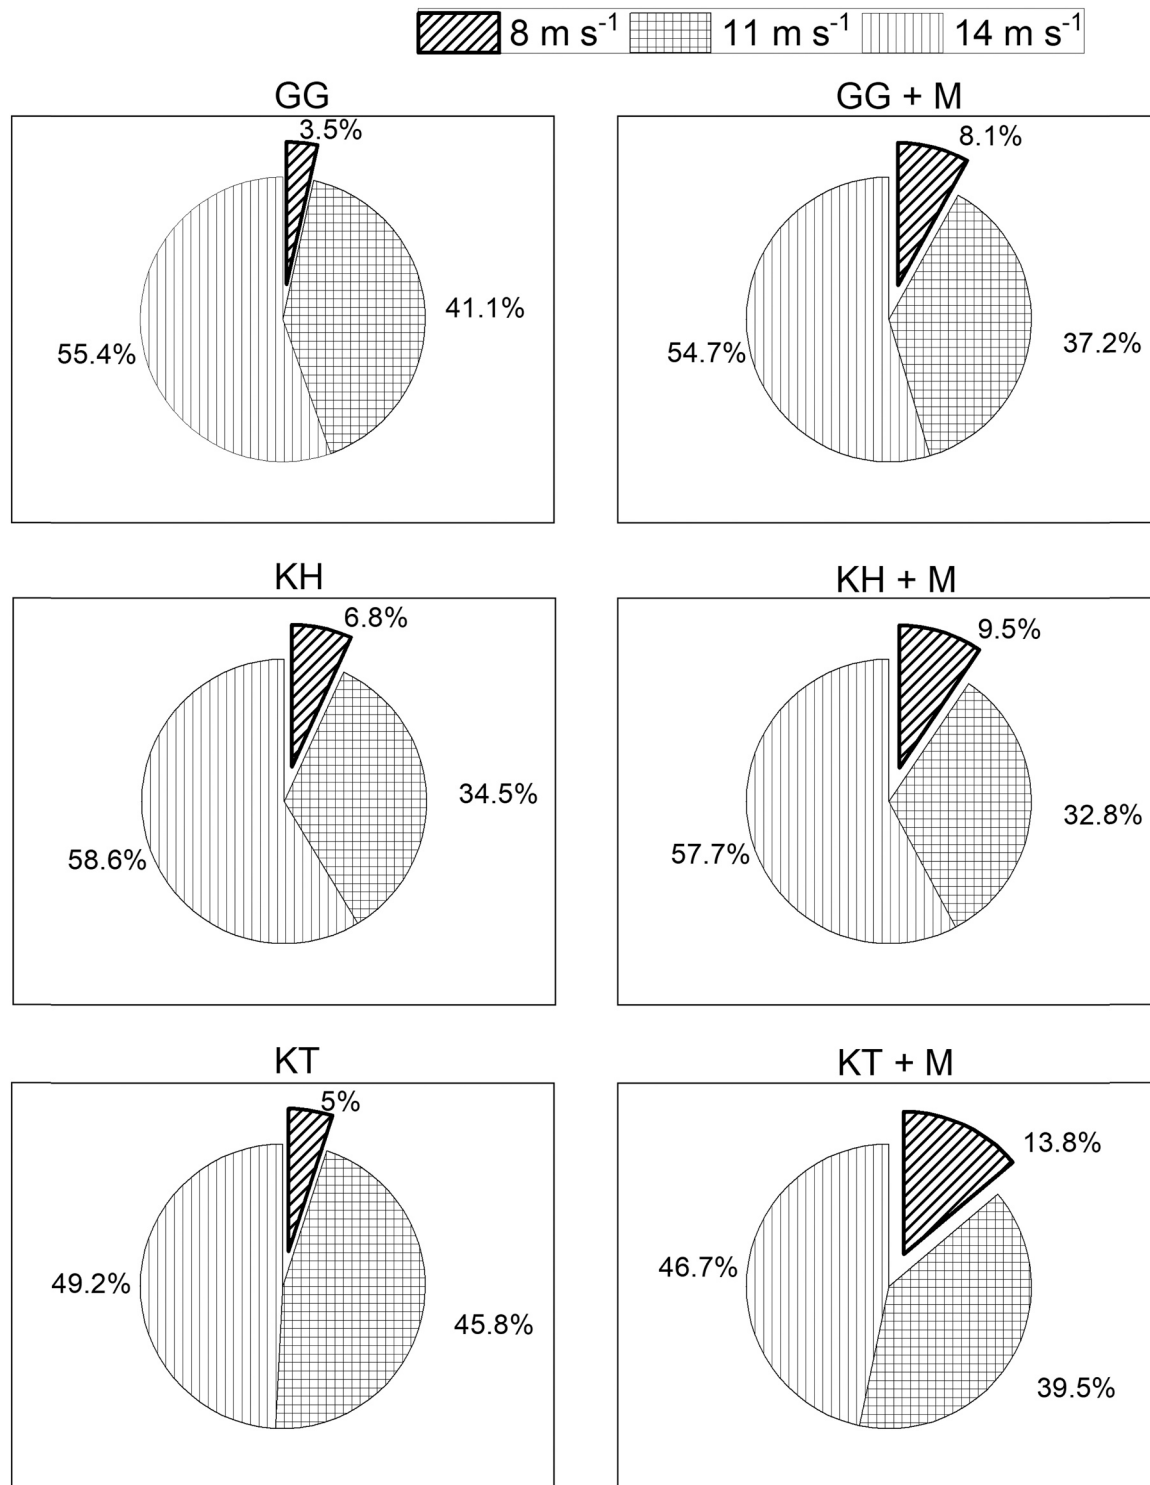 8 m s⁻¹ 11 m s⁻¹ 14 m s⁻¹
GG
3.5%
41.1%
55.4%
GG + M
8.1%
37.2%
54.7%
KH
6.8%
34.5%
58.6%
KH + M
9.5%
32.8%
57.7%
KT
5%
49.2%
45.8%
KT + M
13.8%
46.7%
39.5%